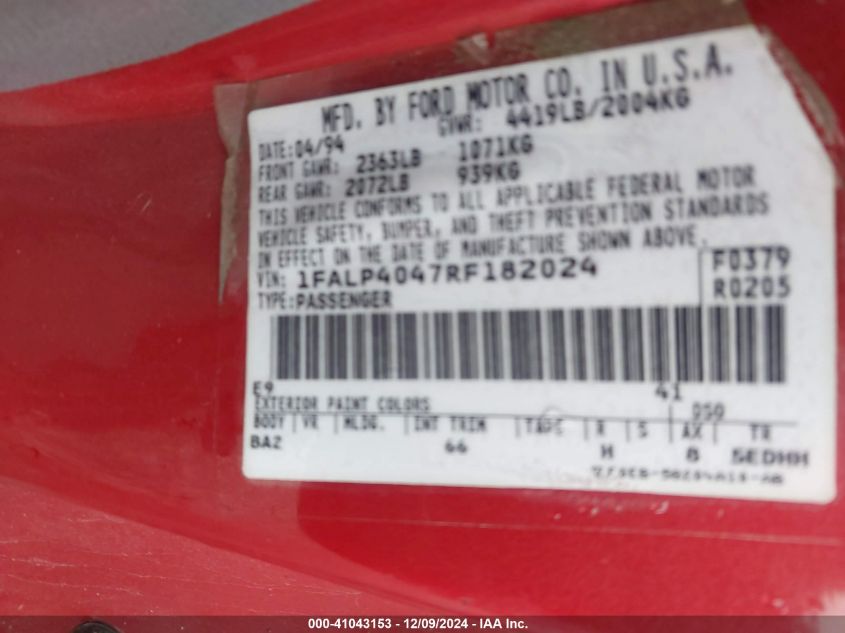 MFD. BY FORD MOTOR CO. IN U.S.A.
DATE: 04/94 GVWR: 4419LB/2004KG
FRONT GAWR: 2363LB 1071KG
REAR GAWR: 2072LB 939KG
THIS VEHICLE CONFORMS TO ALL APPLICABLE FEDERAL MOTOR
VEHICLE SAFETY, BUMPER, AND THEFT PREVENTION STANDARDS
IN EFFECT ON THE DATE OF MANUFACTURE SHOWN ABOVE.
VIN: 1FALP4047RF182024 F0379
TYPE: PASSENGER R0205
E9 41
EXTERIOR PAINT COLORS DSO
BODY VR MLDG. INT TRIM TAPE R S AX TR
BA2 66 H 8 5EDHH
000-41043153 - 12/09/2024 - IAA Inc.